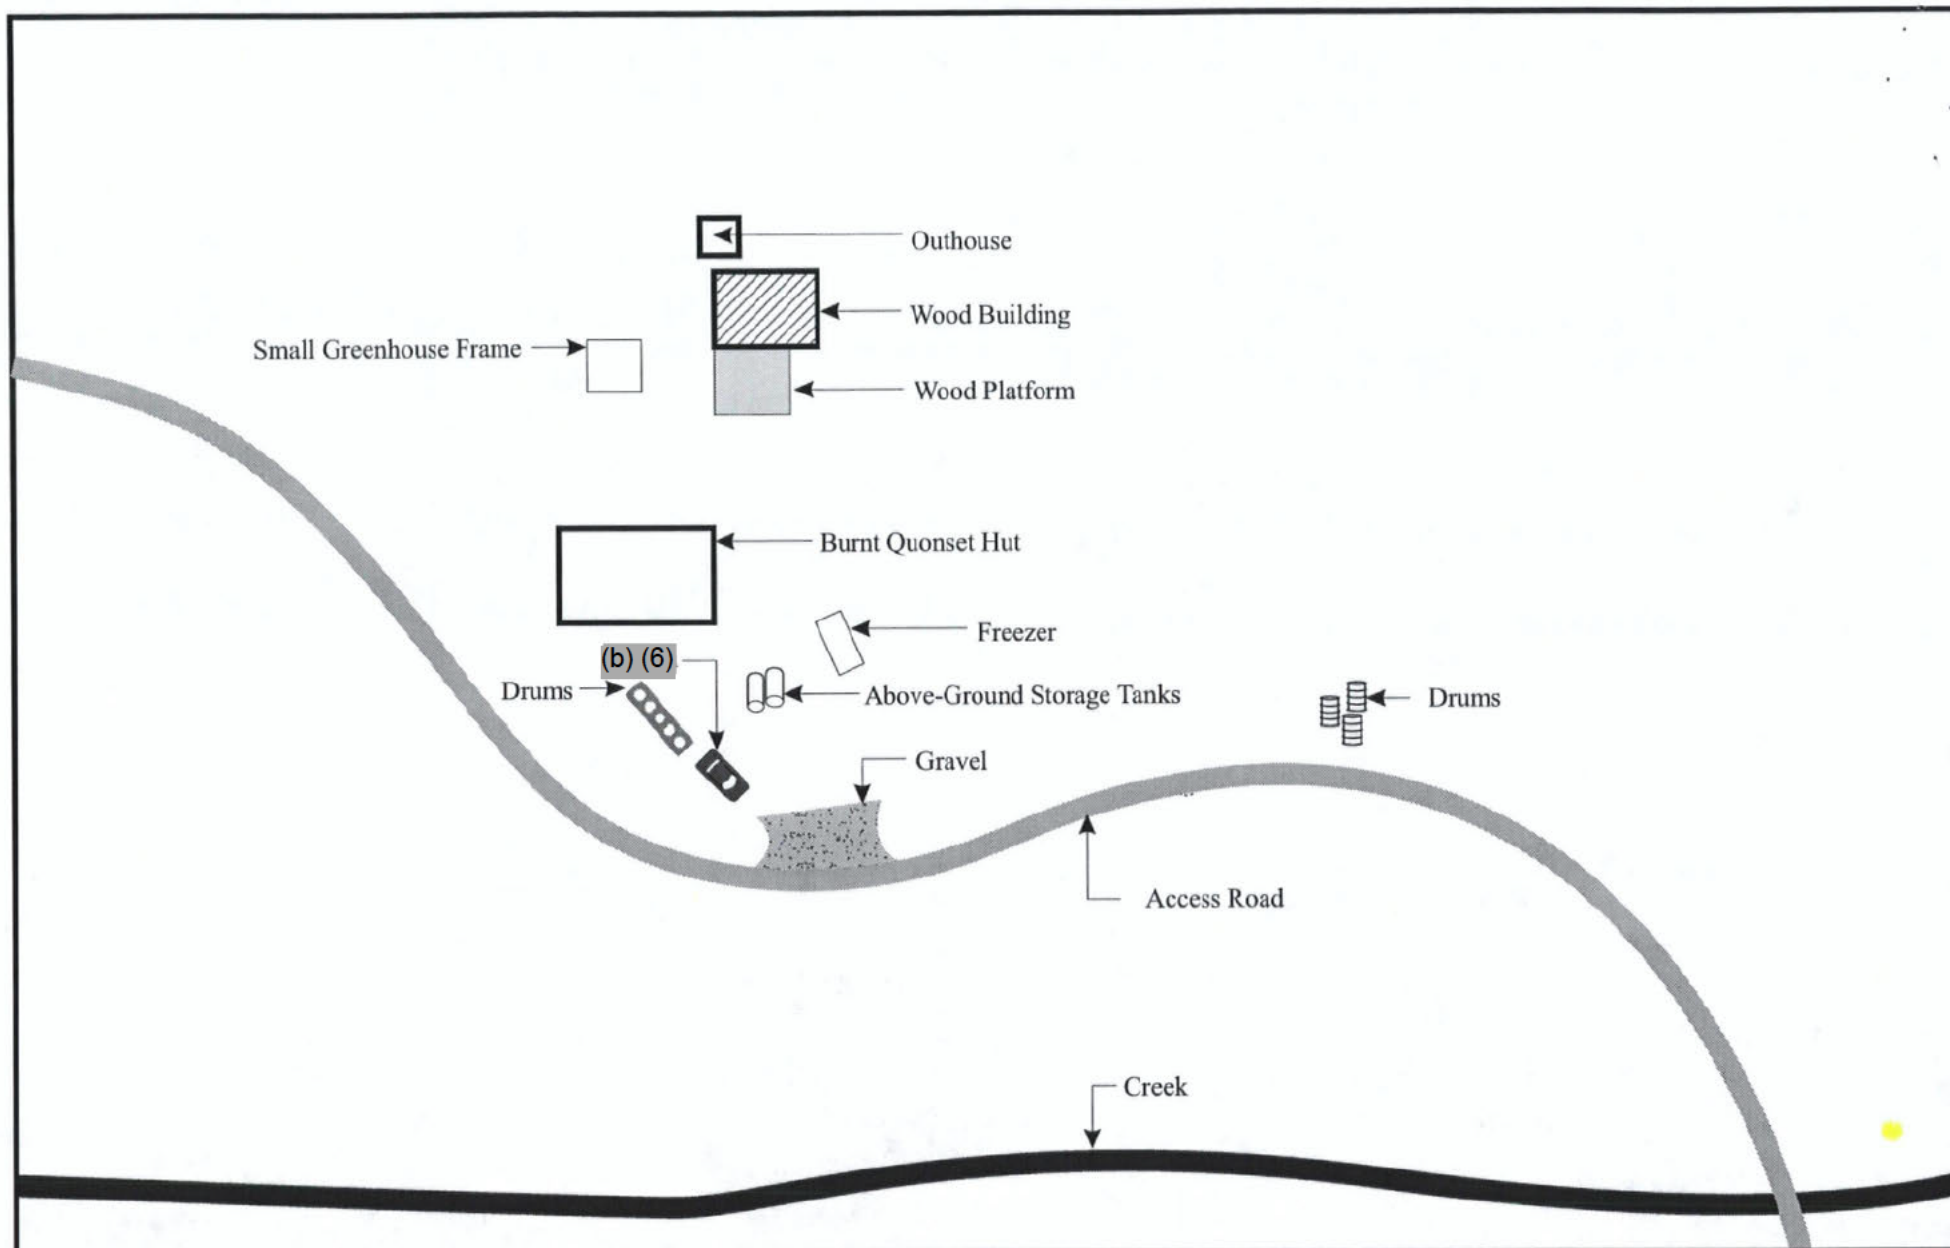 Outhouse
Wood Building
Small Greenhouse Frame
Wood Platform
Burnt Quonset Hut
Freezer
(b) (6)
Drums
Above-Ground Storage Tanks
Drums
Gravel
Access Road
Creek